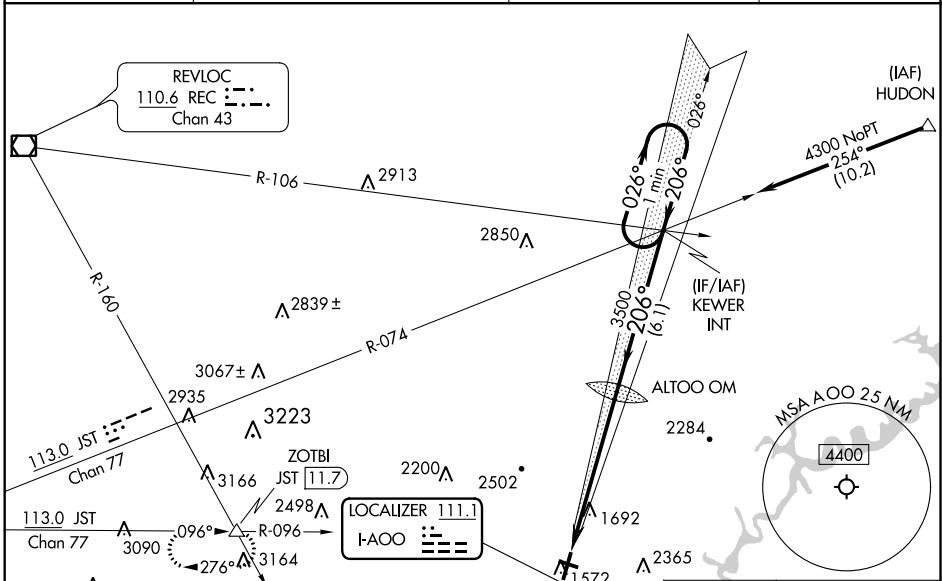 REVLOC
110.6 REC
Chan 43
(IAF)
HUDON
4300 NoPT
254°
(10.2)
026°
026°
1 min
206°
R-106
2913
2850
(IF/IAF)
KEWER
INT
R-160
2839 ±
3500
206°
(6.1)
R-074
3067 ±
2935
ALTOO OM
3223
2284
MSA AOO 25 NM
4400
113.0 JST
Chan 77
ZOTBI
JST 11.7
3166
2200
2502
2498
LOCALIZER 111.1
I-AOO
1692
113.0 JST
Chan 77
096°
R-096
3090
276°
3164
2365
1572